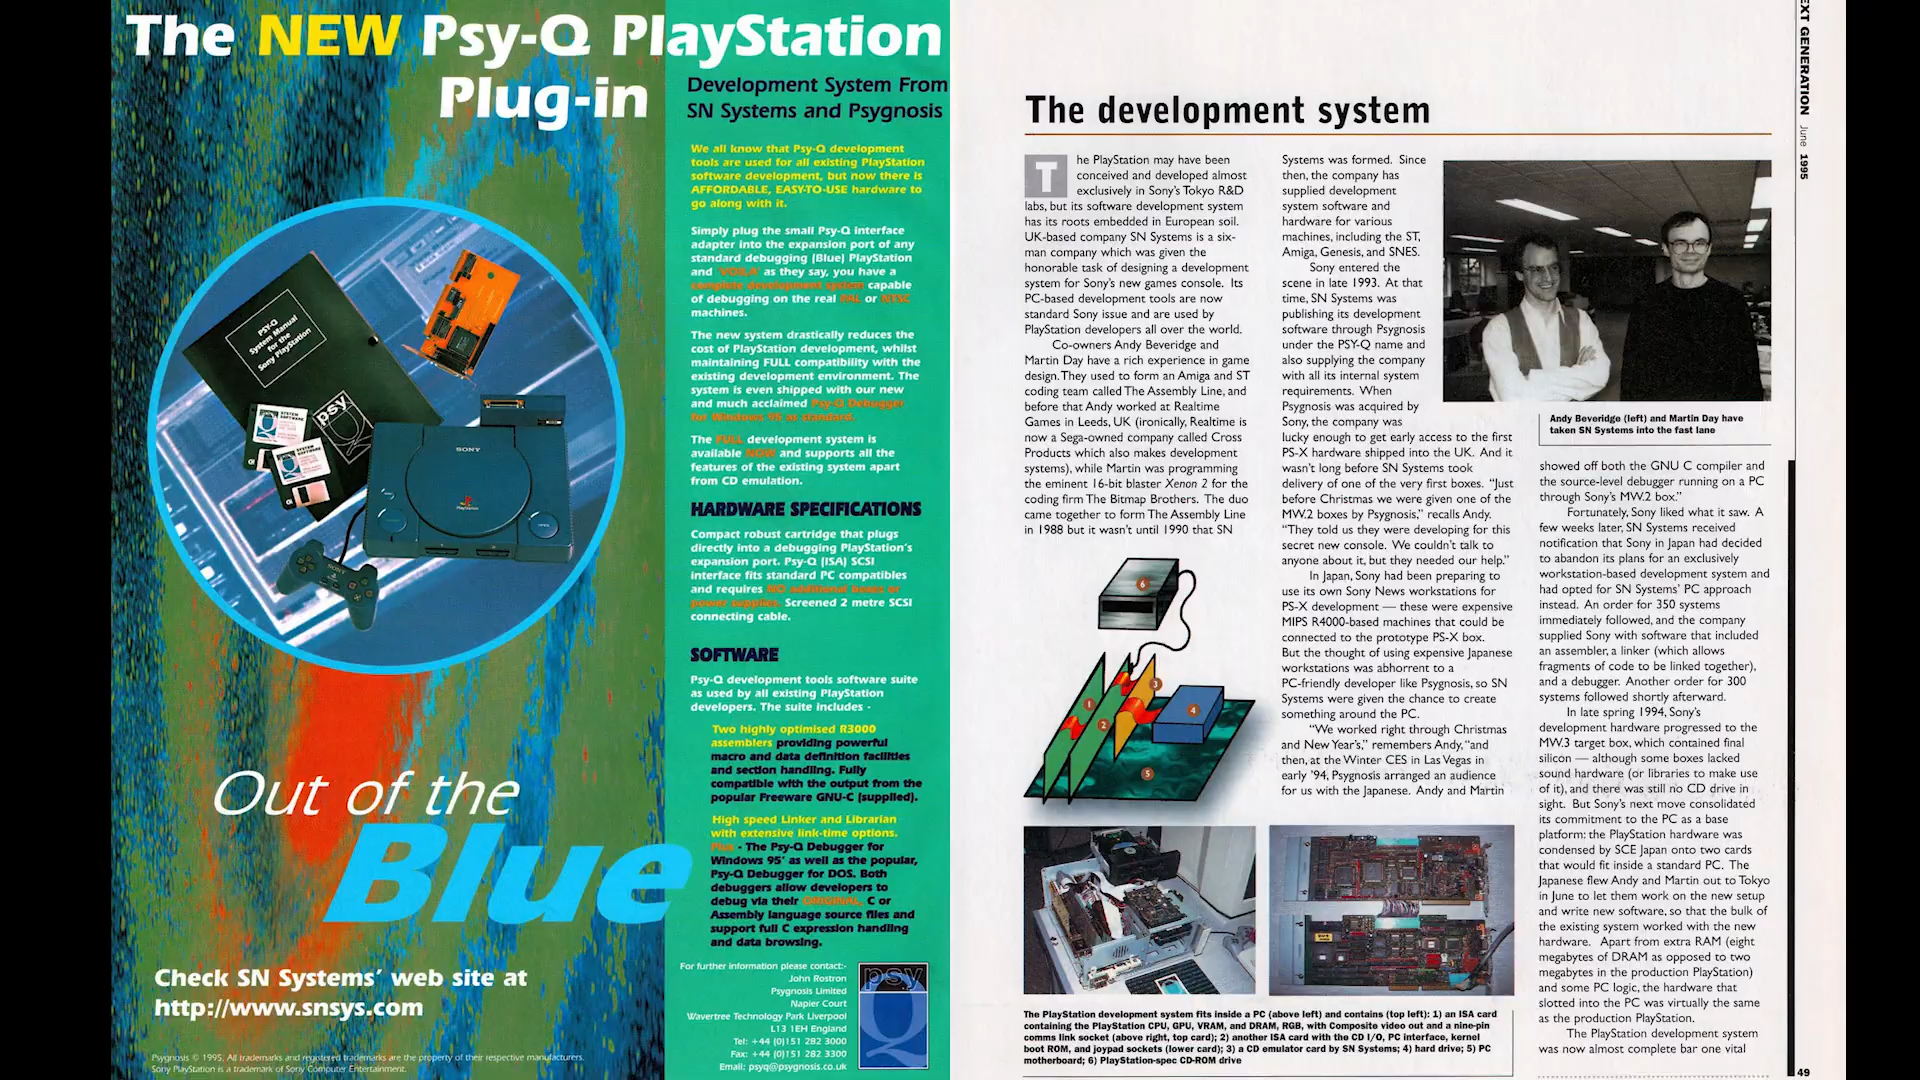 The NEW Psy-Q PlayStation
Plug-in
Development System From
SN Systems and Psygnosis
We all know that Psy-Q development
tools are used for all existing PlayStation
software development, but now there is
AFFORDABLE, EASY-TO-USE hardware to
go along with it.
Simply plug the small Psy-Q interface
adapter into the expansion port of any
standard debugging (Blue) PlayStation
and 'VOILA' as they say, you have a
complete development system capable
of debugging on the real PAL or NTSC
machines.
The new system drastically reduces the
cost of PlayStation development, whilst
maintaining FULL compatibility with the
existing development environment. The
system is even shipped with our new
and much acclaimed Psy-Q Debugger
for Windows 95 as standard.
The FULL development system is
available NOW and supports all the
features of the existing system apart
from CD emulation.
HARDWARE SPECIFICATIONS
Compact robust cartridge that plugs
directly into a debugging PlayStation's
expansion port. Psy-Q (ISA) SCSI
interface fits standard PC compatibles
and requires NO additional boxes or
power supplies. Screened 2 metre SCSI
connecting cable.
SOFTWARE
Psy-Q development tools software suite
as used by all existing PlayStation
developers. The suite includes -
Two highly optimised R3000
assemblers providing powerful
macro and data definition facilities
and section handling. Fully
compatible with the output from the
popular Freeware GNU-C (supplied).
High speed Linker and Librarian
with extensive link-time options.
Plus - The Psy-Q Debugger for
Windows 95' as well as the popular,
Psy-Q Debugger for DOS. Both
debuggers allow developers to
debug via their ORIGINAL, C or
Assembly language source files and
support full C expression handling
and data browsing.
For further information please contact:-
John Rostron
Psygnosis Limited
Napier Court
Wavertree Technology Park Liverpool
L13 1EH England
Tel: +44 (0)151 282 3000
Fax: +44 (0)151 282 3300
Email: psyq@psygnosis.co.uk
psy
Q
PSY-Q
System Manual
for the
Sony PlayStation
psy
SYSTEM
SOFTWARE
SYSTEM
SOFTWARE
SONY
PlayStation
SONY
Out of the
Blue
Check SN Systems' web site at
http://www.snsys.com
Psygnosis © 1995. All trademarks and registered trademarks are the property of their respective manufacturers.
Sony PlayStation is a trademark of Sony Computer Entertainment.
EXT GENERATION June 1995
The development system
The PlayStation may have been
conceived and developed almost
exclusively in Sony's Tokyo R&D
labs, but its software development system
has its roots embedded in European soil.
UK-based company SN Systems is a six-
man company which was given the
honorable task of designing a development
system for Sony's new games console. Its
PC-based development tools are now
standard Sony issue and are used by
PlayStation developers all over the world.
Co-owners Andy Beveridge and
Martin Day have a rich experience in game
design. They used to form an Amiga and ST
coding team called The Assembly Line, and
before that Andy worked at Realtime
Games in Leeds, UK (ironically, Realtime is
now a Sega-owned company called Cross
Products which also makes development
systems), while Martin was programming
the eminent 16-bit blaster Xenon 2 for the
coding firm The Bitmap Brothers. The duo
came together to form The Assembly Line
in 1988 but it wasn't until 1990 that SN
Systems was formed. Since
then, the company has
supplied development
system software and
hardware for various
machines, including the ST,
Amiga, Genesis, and SNES.
Sony entered the
scene in late 1993. At that
time, SN Systems was
publishing its development
software through Psygnosis
under the PSY-Q name and
also supplying the company
with all its internal system
requirements. When
Psygnosis was acquired by
Sony, the company was
lucky enough to get early access to the first
PS-X hardware shipped into the UK. And it
wasn't long before SN Systems took
delivery of one of the very first boxes. "Just
before Christmas we were given one of the
MW.2 boxes by Psygnosis," recalls Andy.
"They told us they were developing for this
secret new console. We couldn't talk to
anyone about it, but they needed our help."
In Japan, Sony had been preparing to
use its own Sony News workstations for
PS-X development — these were expensive
MIPS R4000-based machines that could be
connected to the prototype PS-X box.
But the thought of using expensive Japanese
workstations was abhorrent to a
PC-friendly developer like Psygnosis, so SN
Systems were given the chance to create
something around the PC.
"We worked right through Christmas
and New Year's," remembers Andy, "and
then, at the Winter CES in Las Vegas in
early '94, Psygnosis arranged an audience
for us with the Japanese. Andy and Martin
Andy Beveridge (left) and Martin Day have
taken SN Systems into the fast lane
showed off both the GNU C compiler and
the source-level debugger running on a PC
through Sony's MW.2 box."
Fortunately, Sony liked what it saw. A
few weeks later, SN Systems received
notification that Sony in Japan had decided
to abandon its plans for an exclusively
workstation-based development system and
had opted for SN Systems' PC approach
instead. An order for 350 systems
immediately followed, and the company
supplied Sony with software that included
an assembler, a linker (which allows
fragments of code to be linked together),
and a debugger. Another order for 300
systems followed shortly afterward.
In late spring 1994, Sony's
development hardware progressed to the
MW.3 target box, which contained final
silicon — although some boxes lacked
sound hardware (or libraries to make use
of it), and there was still no CD drive in
sight. But Sony's next move consolidated
its commitment to the PC as a base
platform: the PlayStation hardware was
condensed by SCE Japan onto two cards
that would fit inside a standard PC. The
Japanese flew Andy and Martin out to Tokyo
in June to let them work on the new setup
and write new software, so that the bulk of
the existing system worked with the new
hardware. Apart from extra RAM (eight
megabytes of DRAM as opposed to two
megabytes in the production PlayStation)
and some PC logic, the hardware that
slotted into the PC was virtually the same
as the production PlayStation.
The PlayStation development system
was now almost complete bar one vital
6
1
2
3
4
5
The PlayStation development system fits inside a PC (above left) and contains (top left): 1) an ISA card
containing the PlayStation CPU, GPU, VRAM, and DRAM, RGB, with Composite video out and a nine-pin
comms link socket (above right, top card); 2) another ISA card with the CD I/O, PC interface, kernel
boot ROM, and joypad sockets (lower card); 3) a CD emulator card by SN Systems; 4) hard drive; 5) PC
motherboard; 6) PlayStation-spec CD-ROM drive
49